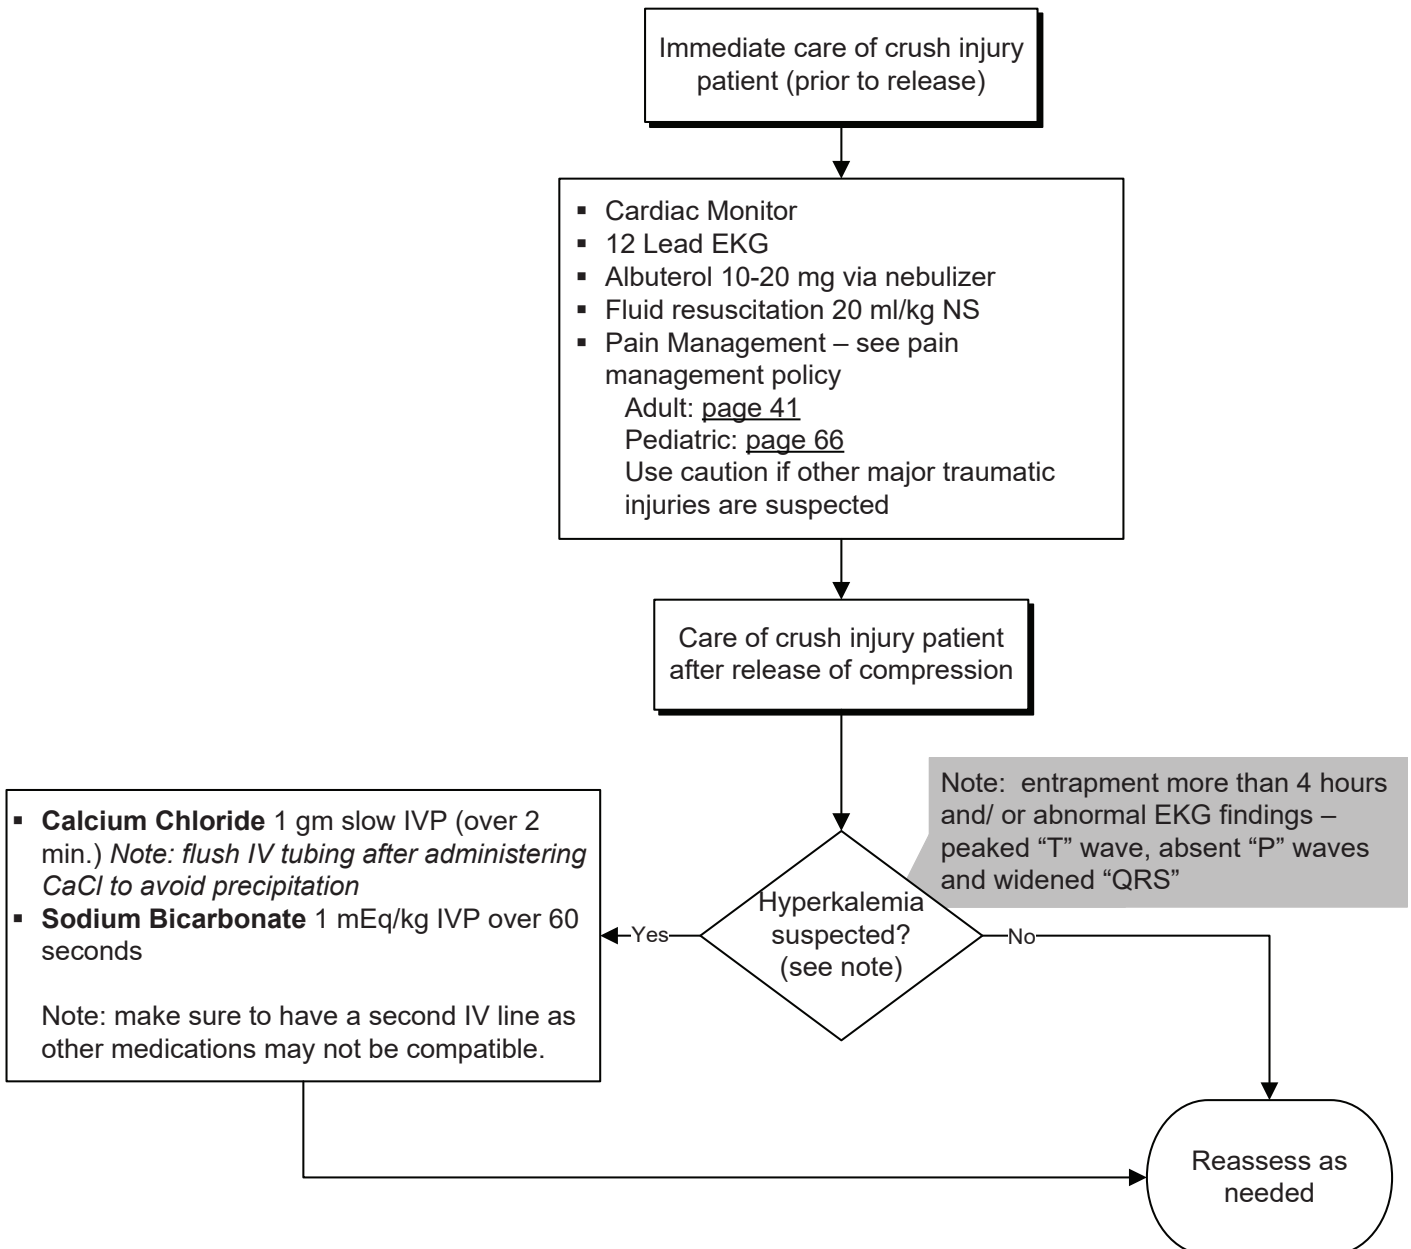 Immediate care of crush injury
patient (prior to release)
▪ Cardiac Monitor
▪ 12 Lead EKG
▪ Albuterol 10-20 mg via nebulizer
▪ Fluid resuscitation 20 ml/kg NS
▪ Pain Management – see pain
management policy
Adult: page 41
Pediatric: page 66
Use caution if other major traumatic
injuries are suspected
Care of crush injury patient
after release of compression
Note:  entrapment more than 4 hours
and/ or abnormal EKG findings –
peaked “T” wave, absent “P” waves
and widened “QRS”
Hyperkalemia
suspected?
(see note)
Yes
No
▪ Calcium Chloride 1 gm slow IVP (over 2
min.) Note: flush IV tubing after administering
CaCl to avoid precipitation
▪ Sodium Bicarbonate 1 mEq/kg IVP over 60
seconds
Note: make sure to have a second IV line as
other medications may not be compatible.
Reassess as
needed